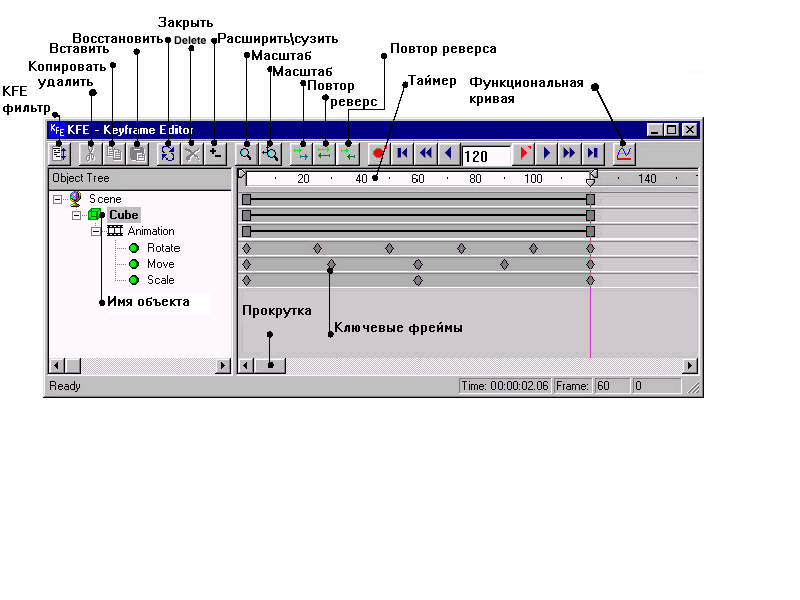 Закрыть
Восстановить Delete Расширить\сузить
Вставить
Повтор реверса
Масштаб
Копировать
Масштаб
удалить
Таймер
Функциональная
кривая
Повтор
KFE
фильтр
реверс
KFE KFE - Keyframe Editor
120
Object Tree
20 40 60 80 100 140
Scene
Cube
Animation
Rotate
Move
Scale
Имя объекта
Прокрутка
Ключевые фреймы
Ready
Time: 00:00:02.06 Frame: 60 0